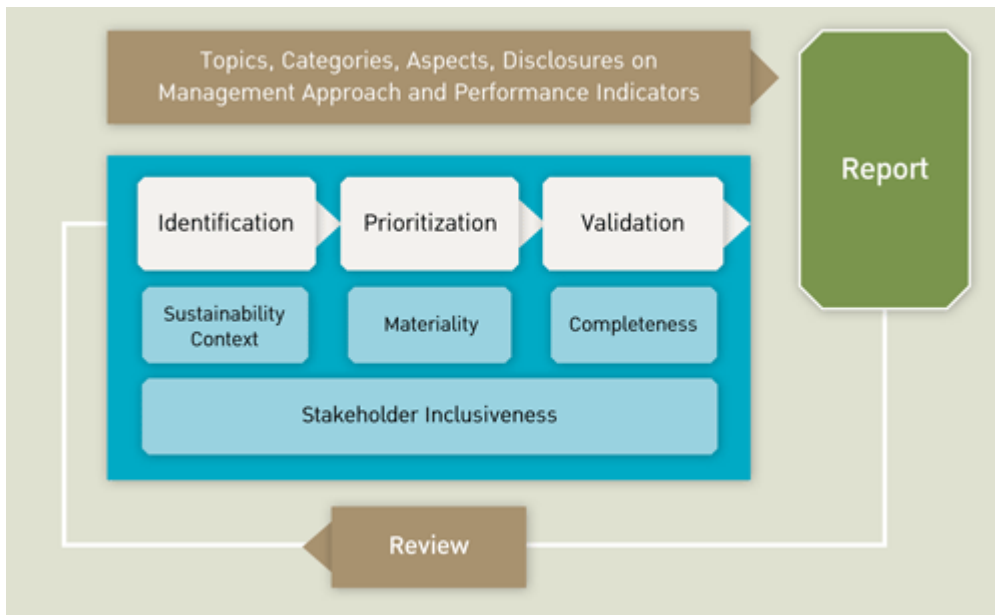 Topics, Categories, Aspects, Disclosures on
Management Approach and Performance Indicators
Report
Identification
Prioritization
Validation
Sustainability
Context
Materiality
Completeness
Stakeholder Inclusiveness
Review